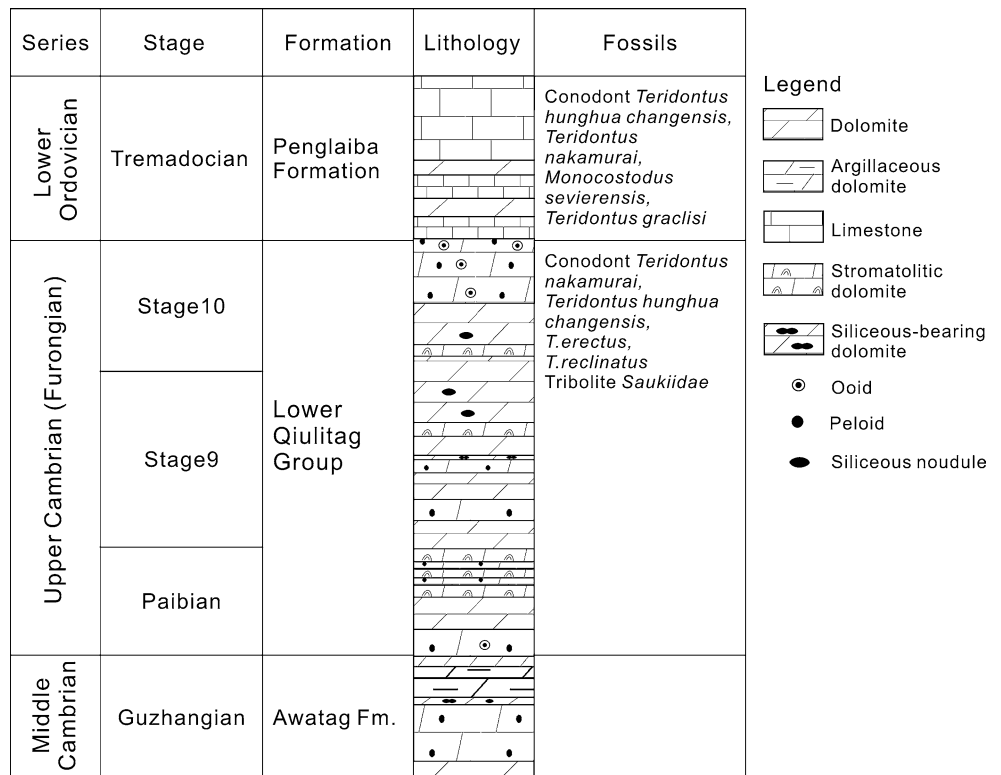 Series
Stage
Formation
Lithology
Fossils
Lower
Ordovician
Tremadocian
Penglaiba
Formation
Conodont Teridontus
hunghua changensis,
Teridontus
nakamurai,
Monocostodus
sevierensis,
Teridontus graclisi
Upper Cambrian (Furongian)
Stage10
Stage9
Paibian
Lower
Qiulitag
Group
Conodont Teridontus
nakamurai,
Teridontus hunghua
changensis,
T.erectus,
T.reclinatus
Tribolite Saukiidae
Middle
Cambrian
Guzhangian
Awatag Fm.
Legend
Dolomite
Argillaceous
dolomite
Limestone
Stromatolitic
dolomite
Siliceous-bearing
dolomite
Ooid
Peloid
Siliceous noudule